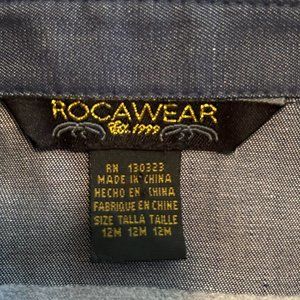 ROCAWEAR
Est. 1999
RN 130323
MADE IN CHINA
HECHO EN CHINA
FABRIQUE EN CHINE
SIZE TALLA TAILLE
12M 12M 12M